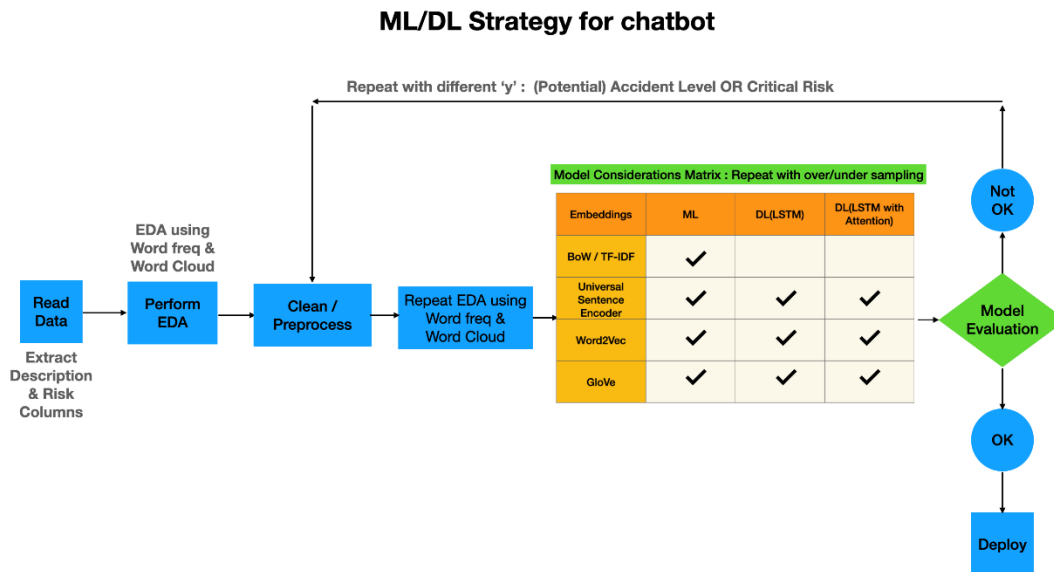 ML/DL Strategy for chatbot
Repeat with different ‘y’ : (Potential) Accident Level OR Critical Risk
Model Considerations Matrix : Repeat with over/under sampling
Embeddings
ML
DL(LSTM)
DL(LSTM with
Attention)
BoW / TF-IDF
Universal
Sentence
Encoder
Word2Vec
GloVe
EDA using
Word freq &
Word Cloud
Read
Data
Perform
EDA
Clean /
Preprocess
Repeat EDA using
Word freq &
Word Cloud
Extract
Description
& Risk
Columns
Not
OK
Model
Evaluation
OK
Deploy